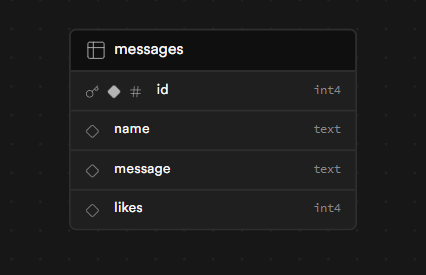 messages
# id int4
name text
message text
likes int4